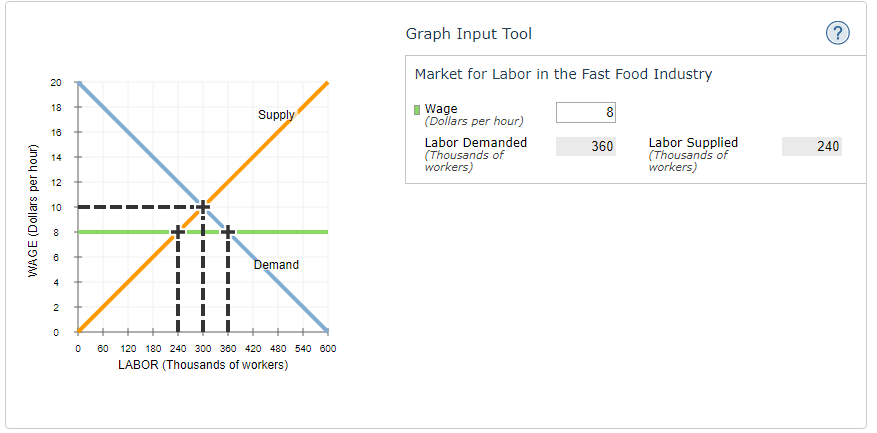 Graph Input Tool
?
Market for Labor in the Fast Food Industry
Wage
(Dollars per hour)
8
Labor Demanded
(Thousands of
workers)
360
Labor Supplied
(Thousands of
workers)
240
WAGE (Dollars per hour)
20
18
16
14
12
10
8
6
4
2
0
Supply
Demand
0 60 120 180 240 300 360 420 480 540 600
LABOR (Thousands of workers)